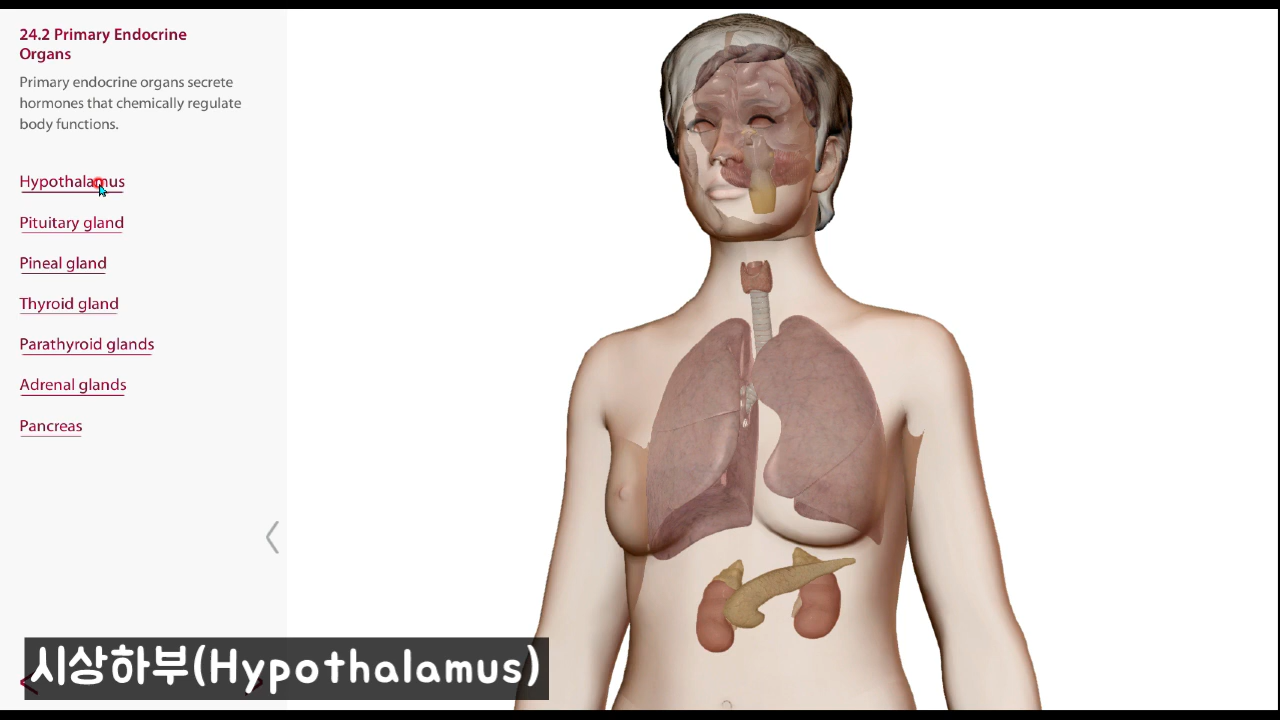 24.2 Primary Endocrine
Organs
Primary endocrine organs secrete
hormones that chemically regulate
body functions.
Hypothalamus
Pituitary gland
Pineal gland
Thyroid gland
Parathyroid glands
Adrenal glands
Pancreas
시상하부(Hypothalamus)